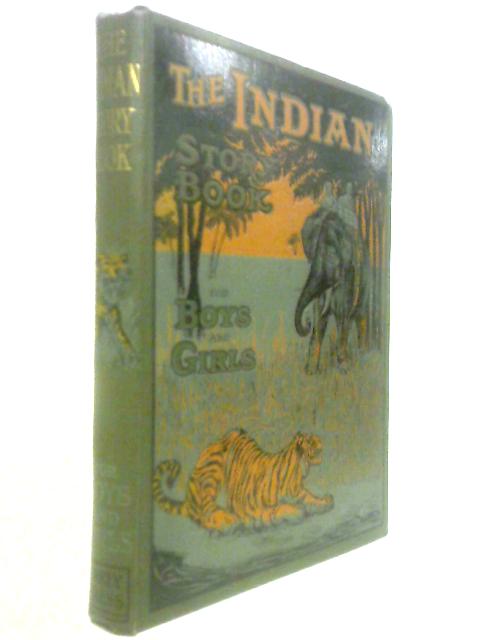 THE INDIAN
STORY
BOOK
FOR
BOYS
AND
GIRLS
THE
INDIAN
STORY
BOOK
FOR
BOYS
AND
GIRLS